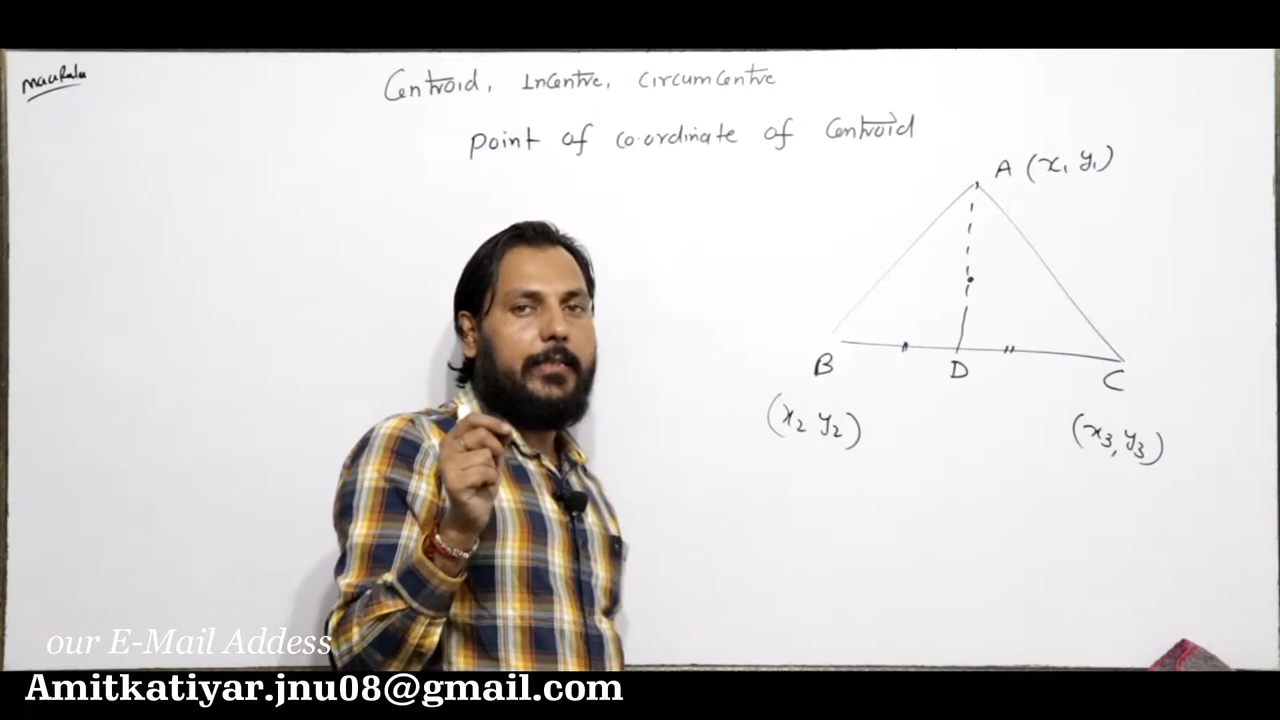 Centroid, Incentre, Circumcentre
point of co-ordinate of Centroid
A (x₁ y₁)
B
D
C
(x₂ y₂)
(x₃, y₃)
our E-Mail Addess
Amitkatiyar.jnu08@gmail.com